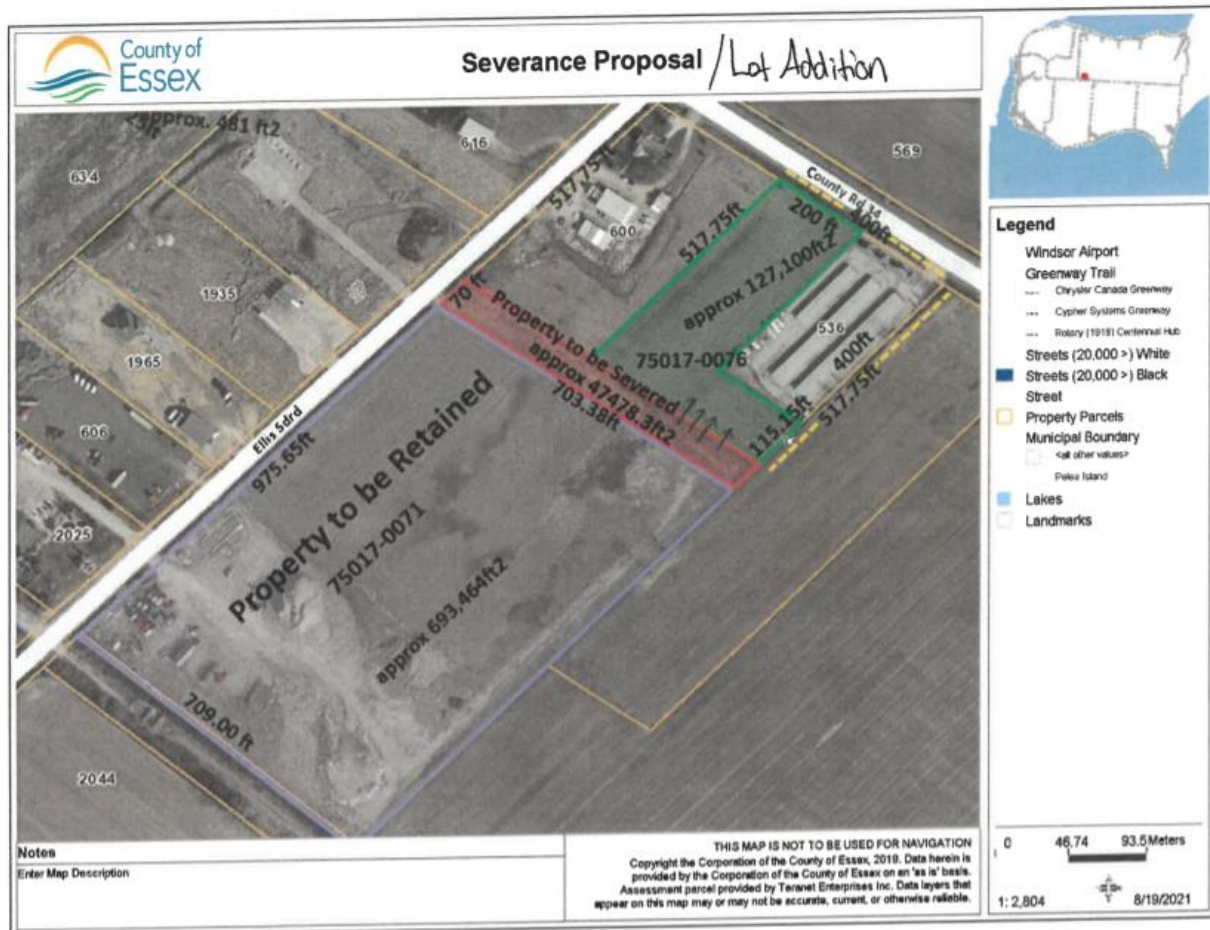 County of
Essex
Severance Proposal / Lot Addition
approx. 481 ft2
634
616
569
517.75 ft
600
County Rd 34
200 ft
400ft
517.75ft
approx 127,100ft2
1935
70 ft
Property to be Severed
approx 47478.3ft2
703.38ft
75017-0076
536
400ft
517.75ft
115.15ft
1965
606
Ellis Sdrd
975.65ft
Property to be Retained
75017-0071
approx 693,464ft2
2025
709.00 ft
2044
Legend
Windsor Airport
Greenway Trail
Chrysler Canada Greenway
Cypher Systems Greenway
Rotary (1918) Centennial Hub
Streets (20,000 >) White
Streets (20,000 >) Black
Street
Property Parcels
Municipal Boundary
<all other values>
Pelee Island
Lakes
Landmarks
Notes
Enter Map Description
THIS MAP IS NOT TO BE USED FOR NAVIGATION
Copyright the Corporation of the County of Essex, 2019. Data herein is
provided by the Corporation of the County of Essex on an 'as is' basis.
Assessment parcel provided by Teranet Enterprises Inc. Data layers that
appear on this map may or may not be accurate, current, or otherwise reliable.
0 46.74 93.5 Meters
1: 2,804
8/19/2021